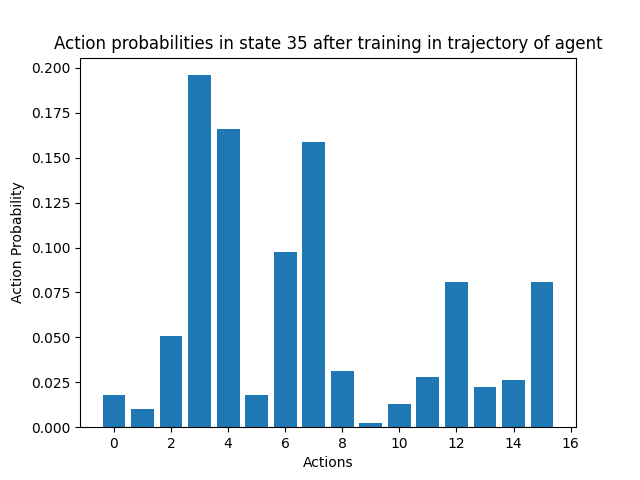 Action probabilities in state 35 after training in trajectory of agent
0.200
0.175
0.150
0.125
0.100
0.075
0.050
0.025
0.000
Action Probability
0 2 4 6 8 10 12 14 16
Actions